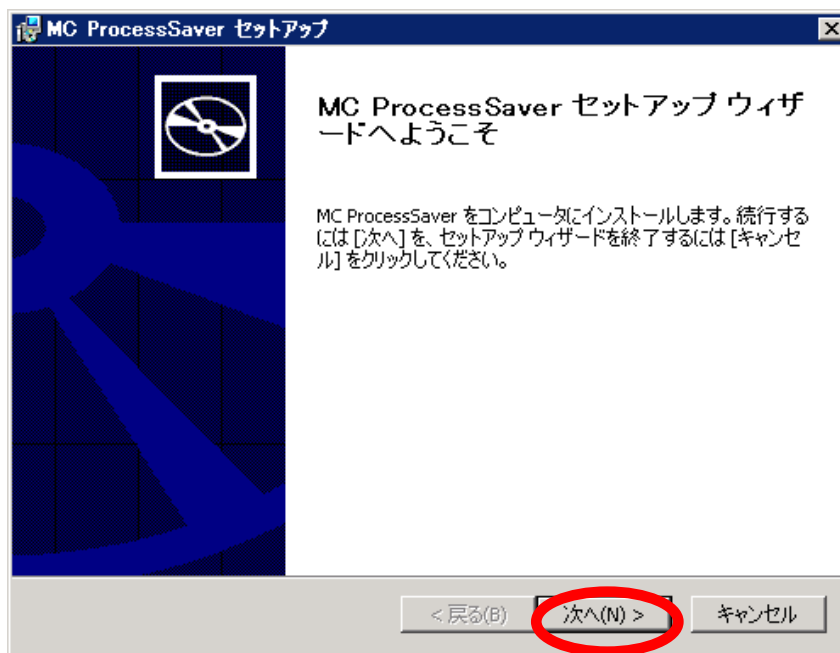 MC ProcessSaver セットアップ
MC ProcessSaver セットアップ ウィザ
ードへようこそ
MC ProcessSaver をコンピュータにインストールします。続行する
には [次へ] を、セットアップ ウィザードを終了するには [キャンセ
ル] をクリックしてください。
< 戻る(B)
次へ(N) >
キャンセル